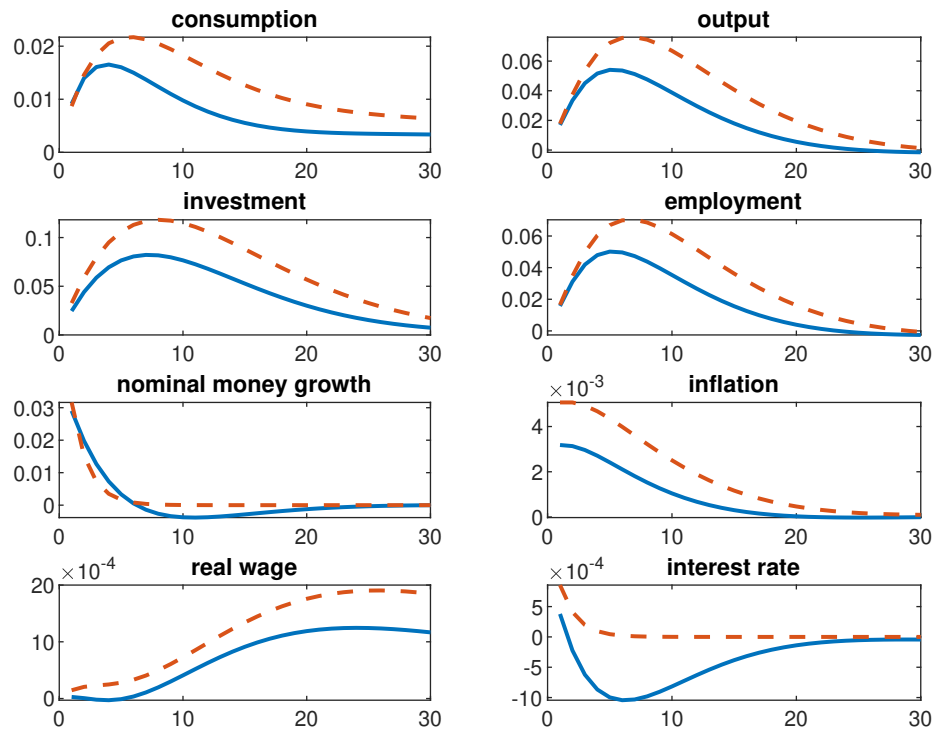 consumption
0.02
0.01
0
0 10 20 30
output
0.06
0.04
0.02
0
0 10 20 30
investment
0.1
0.05
0
0 10 20 30
employment
0.06
0.04
0.02
0
0 10 20 30
nominal money growth
0.03
0.02
0.01
0
0 10 20 30
inflation
×10⁻³
4
2
0
0 10 20 30
real wage
×10⁻⁴
20
10
0
0 10 20 30
interest rate
×10⁻⁴
5
0
-5
-10
0 10 20 30